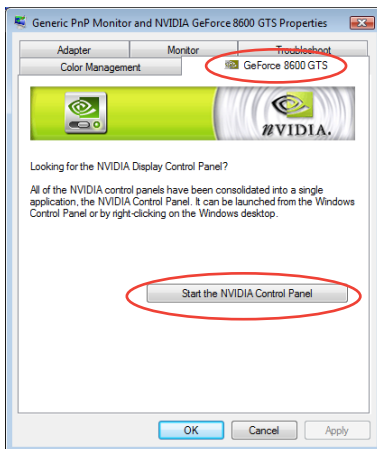 Generic PnP Monitor and NVIDIA GeForce 8600 GTS Properties
Adapter Monitor Troubleshoot
Color Management GeForce 8600 GTS
NVIDIA.
Looking for the NVIDIA Display Control Panel?
All of the NVIDIA control panels have been consolidated into a single
application, the NVIDIA Control Panel. It can be launched from the Windows
Control Panel or by right-clicking on the Windows desktop.
Start the NVIDIA Control Panel
OK Cancel Apply